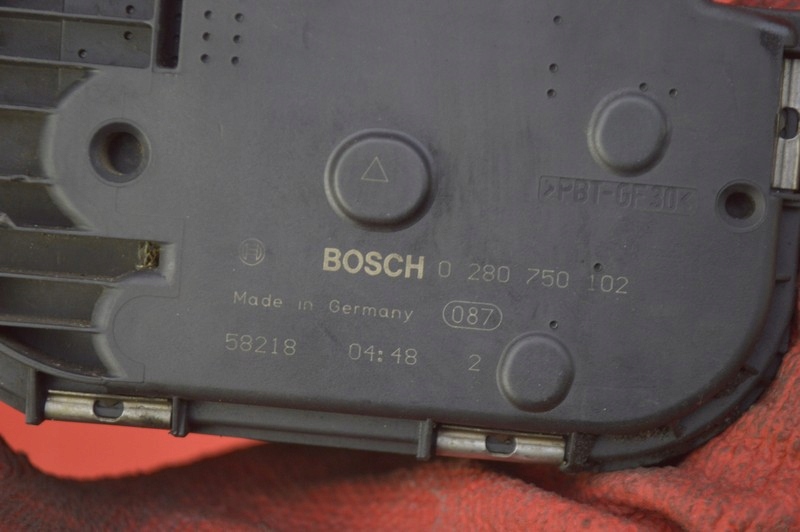 >PBT-GF30<
BOSCH 0 280 750 102
Made in Germany 087
58218 04:48 2